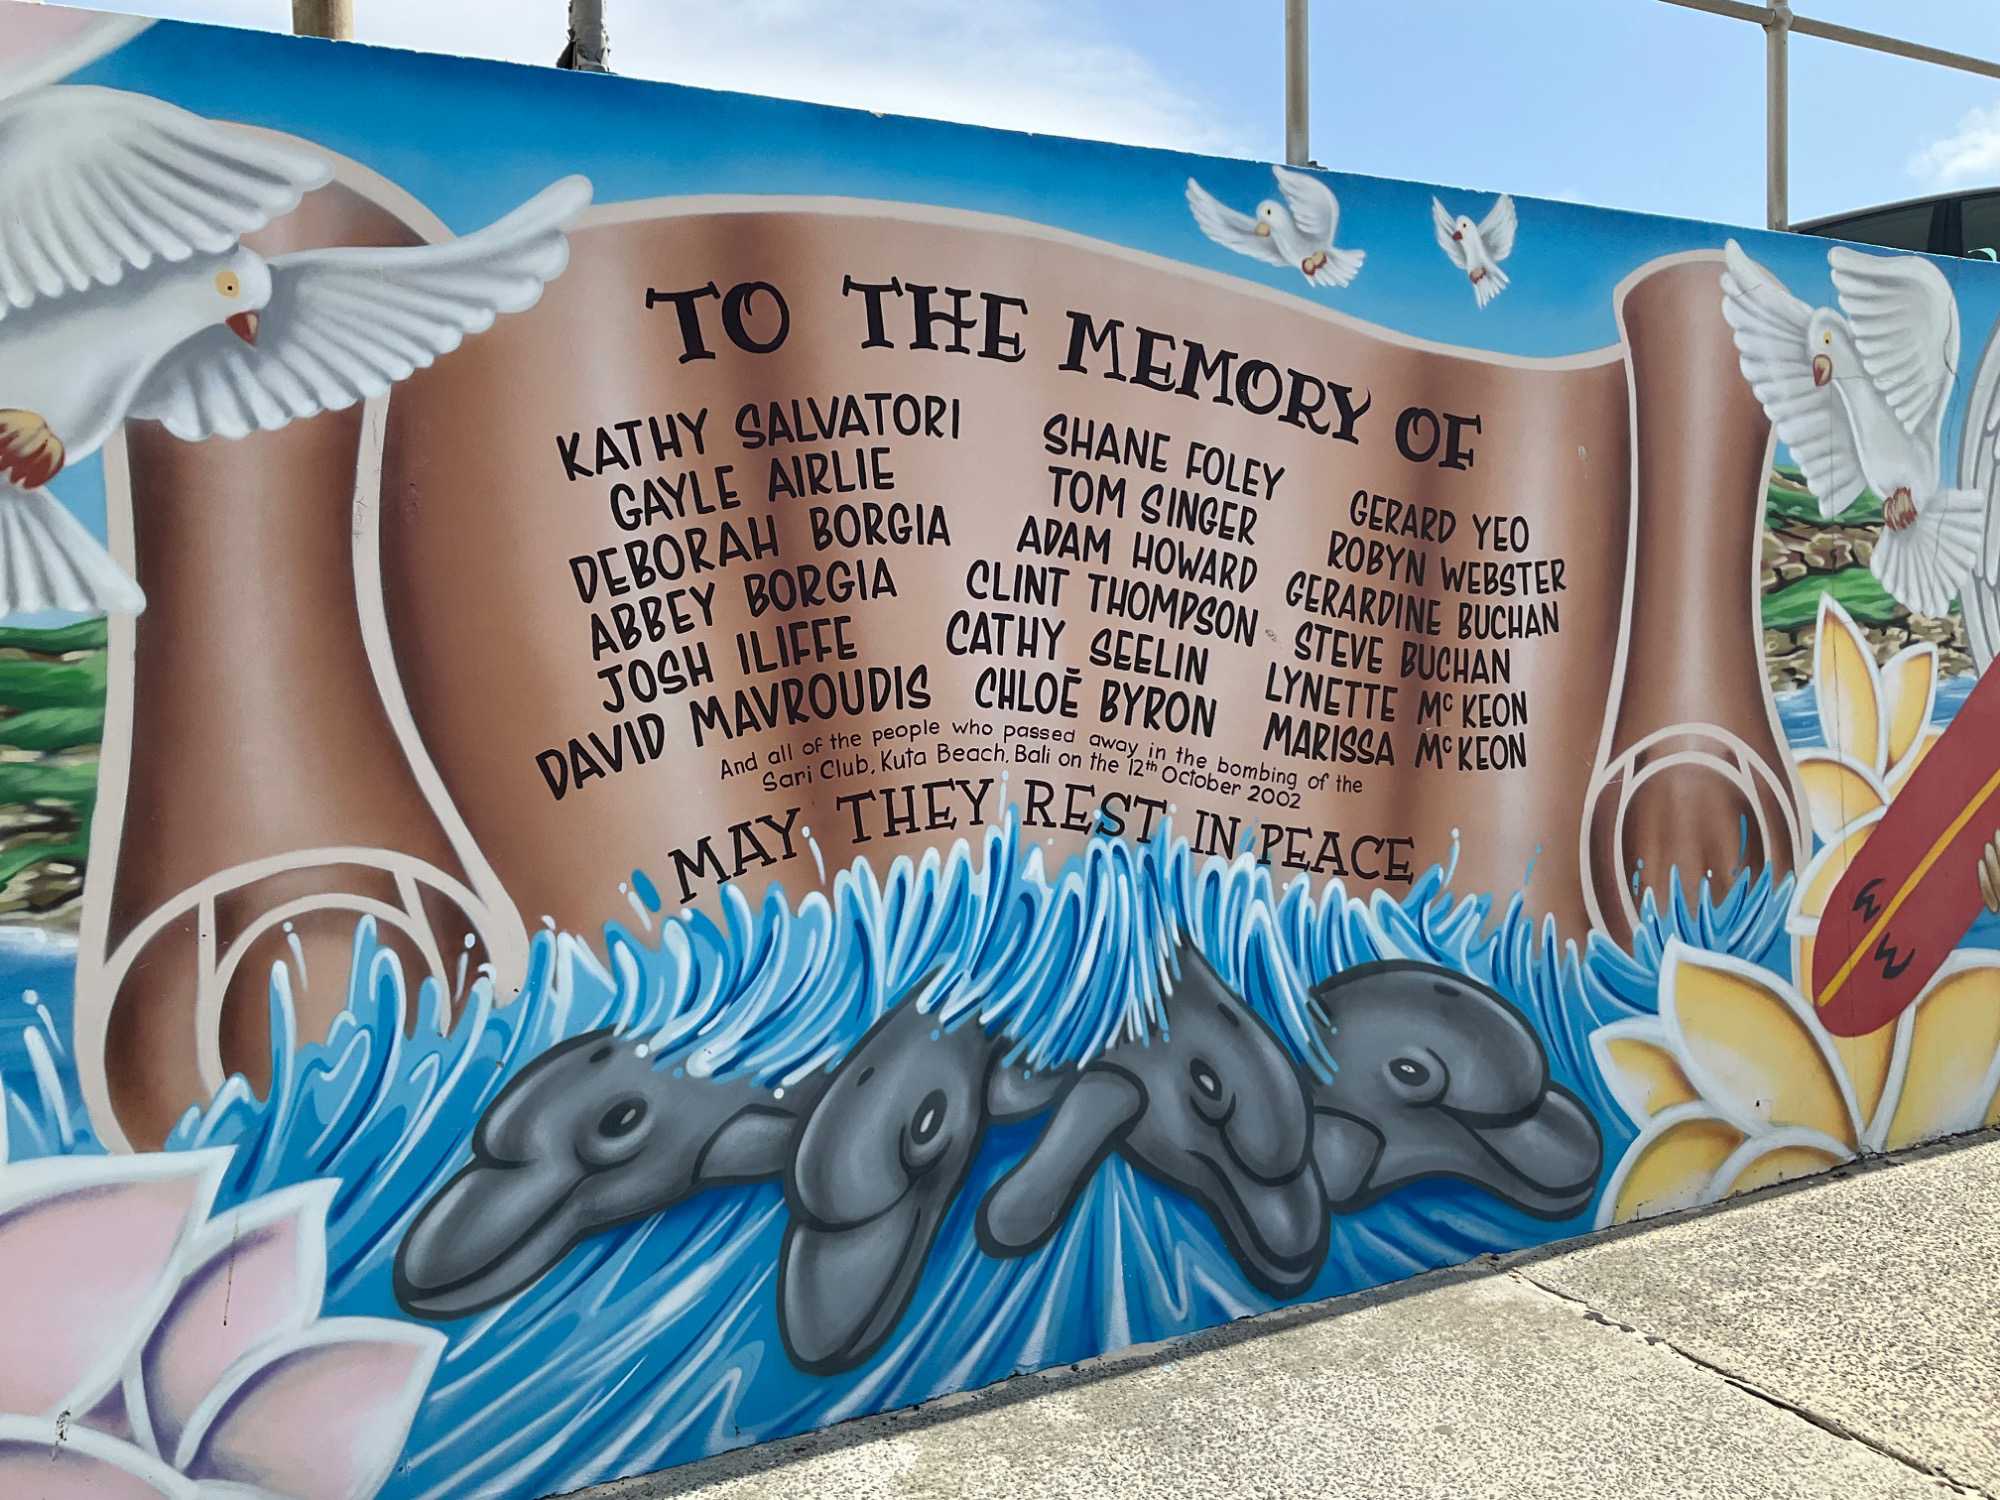 TO THE MEMORY OF
KATHY SALVATORI
GAYLE AIRLIE
DEBORAH BORGIA
ABBEY BORGIA
JOSH ILIFFE
DAVID MAVROUDIS
SHANE FOLEY
TOM SINGER
ADAM HOWARD
CLINT THOMPSON
CATHY SEELIN
CHLOÉ BYRON
GERARD YEO
ROBYN WEBSTER
GERARDINE BUCHAN
STEVE BUCHAN
LYNETTE McKEON
MARISSA McKEON
And all of the people who passed away in the bombing of the
Sari Club, Kuta Beach, Bali on the 12th October 2002
MAY THEY REST IN PEACE